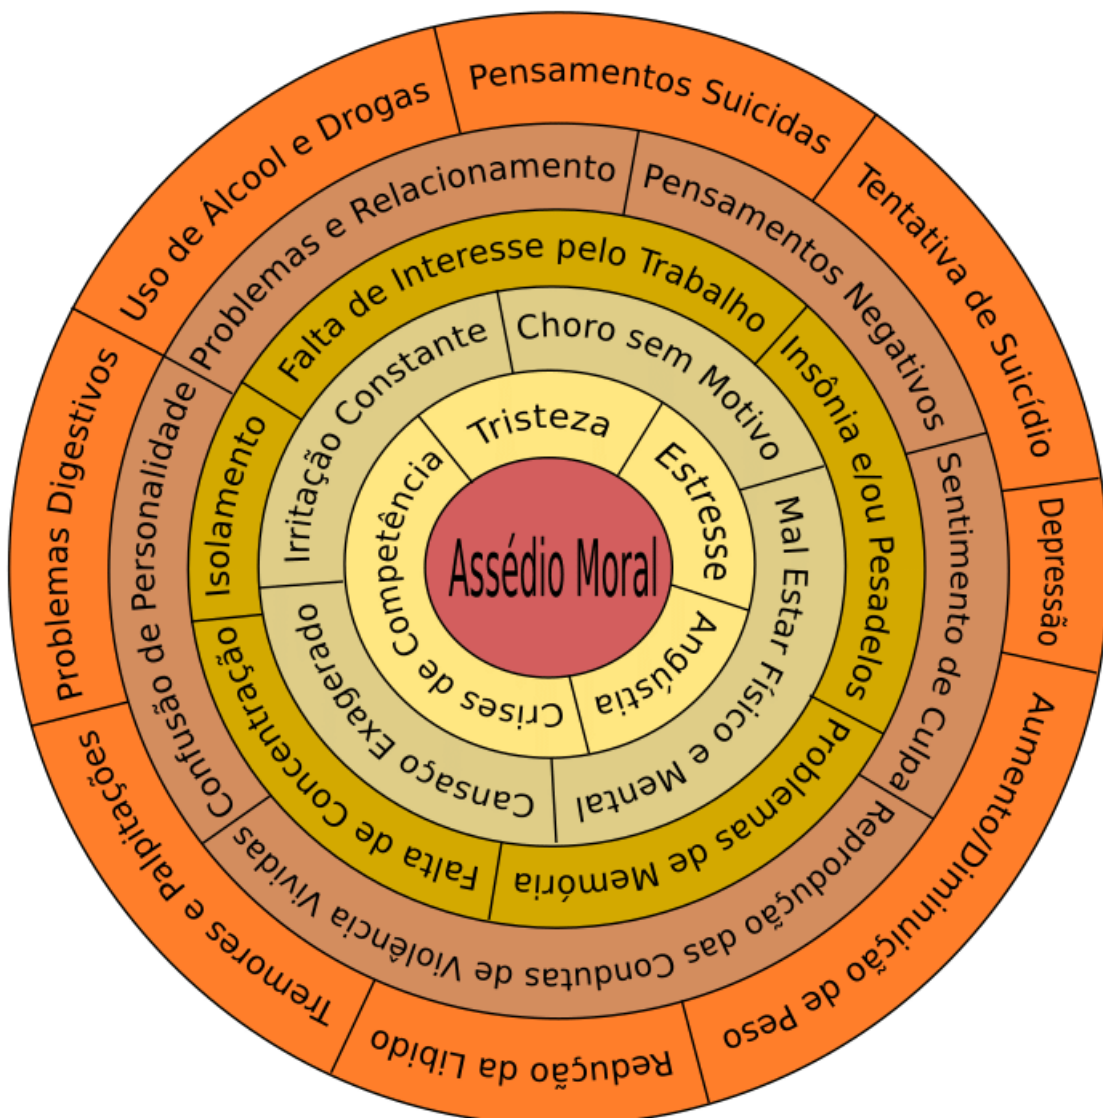 Assédio Moral
Tristeza
Estresse
Angústia
Crises de Competência
Choro sem Motivo
Mal Estar Físico e Mental
Cansaço Exagerado
Irritação Constante
Falta de Interesse pelo Trabalho
Insônia e/ou Pesadelos
Problemas de Memória
Falta de Concentração
Isolamento
Problemas e Relacionamento
Pensamentos Negativos
Sentimento de Culpa
Reprodução das Condutas de Violência Vividas
Confusão de Personalidade
Pensamentos Suicidas
Tentativa de Suicídio
Depressão
Aumento/Diminuição de Peso
Redução da Libido
Tremores e Palpitações
Problemas Digestivos
Uso de Álcool e Drogas